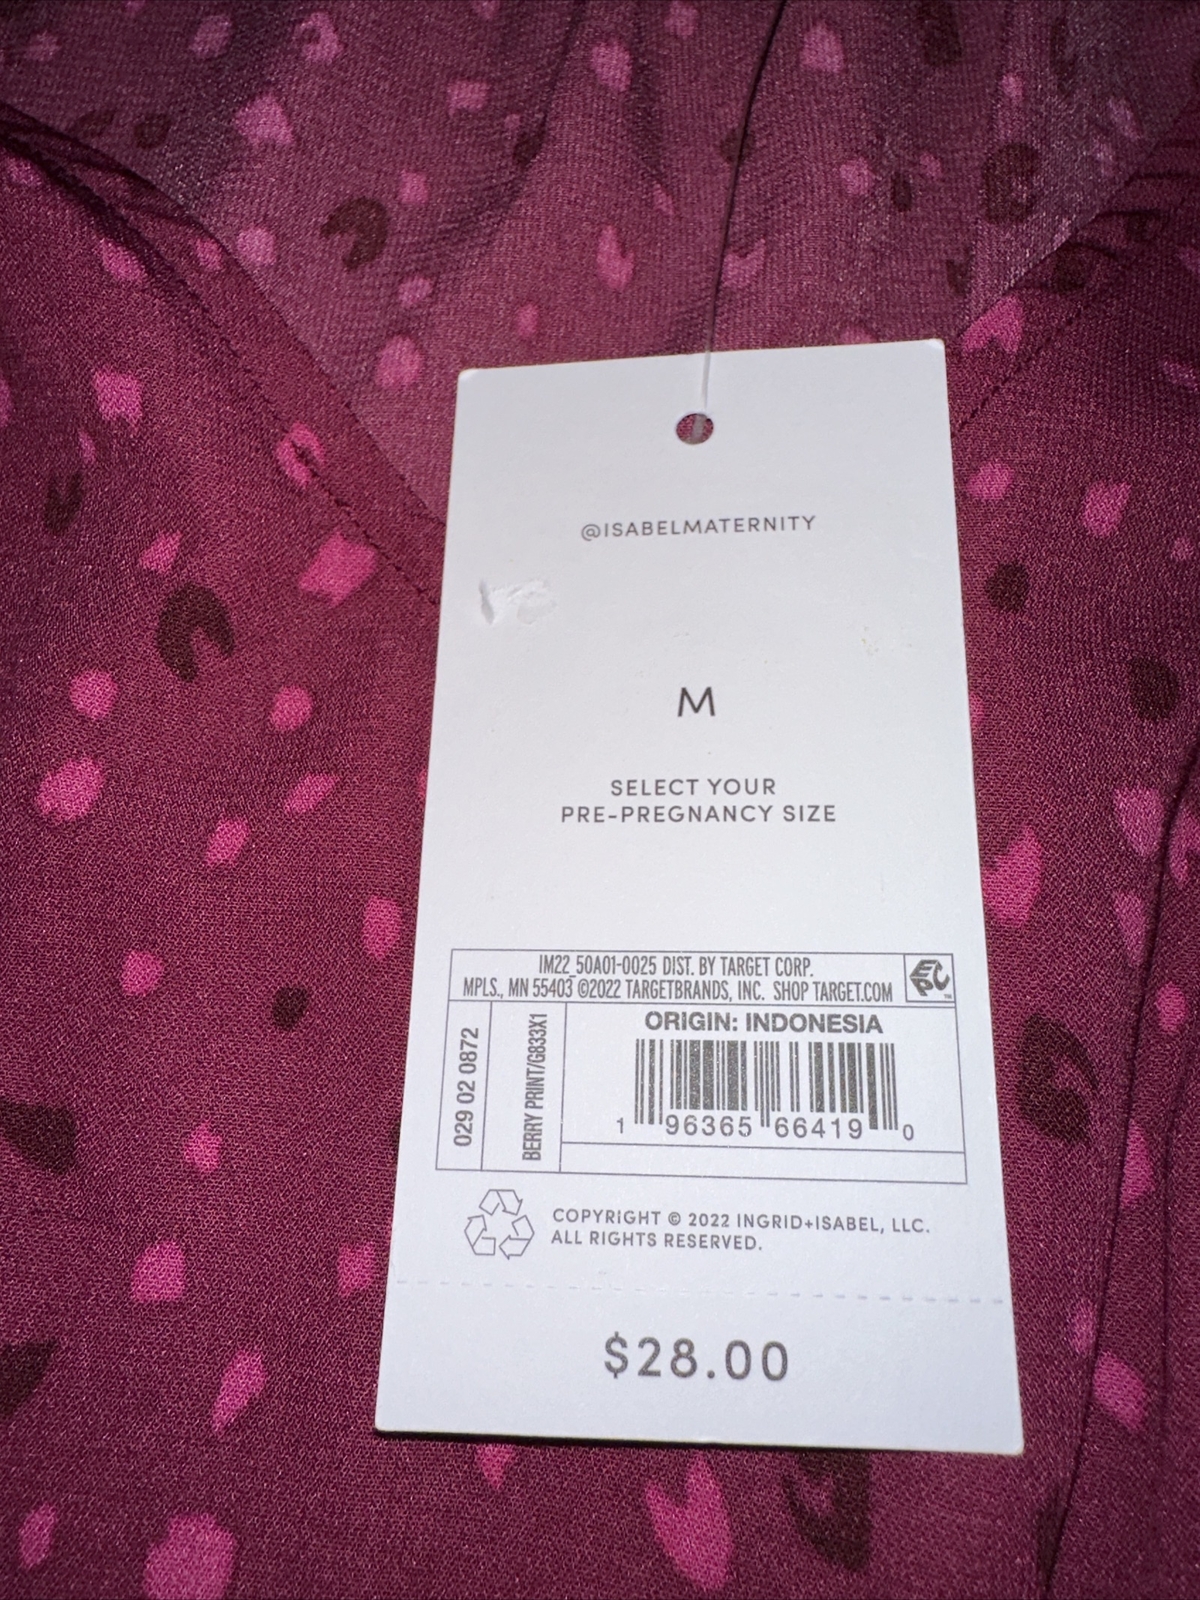 @ISABELMATERNITY
M
SELECT YOUR
PRE-PREGNANCY SIZE
IM22_50A01-0025 DIST. BY TARGET CORP.
MPLS., MN 55403 ©2022 TARGETBRANDS, INC. SHOP TARGET.COM
EPC™
029 02 0872
BERRY PRINT/G833X1
ORIGIN: INDONESIA
1 96365 66419 0
COPYRIGHT © 2022 INGRID+ISABEL, LLC.
ALL RIGHTS RESERVED.
$28.00